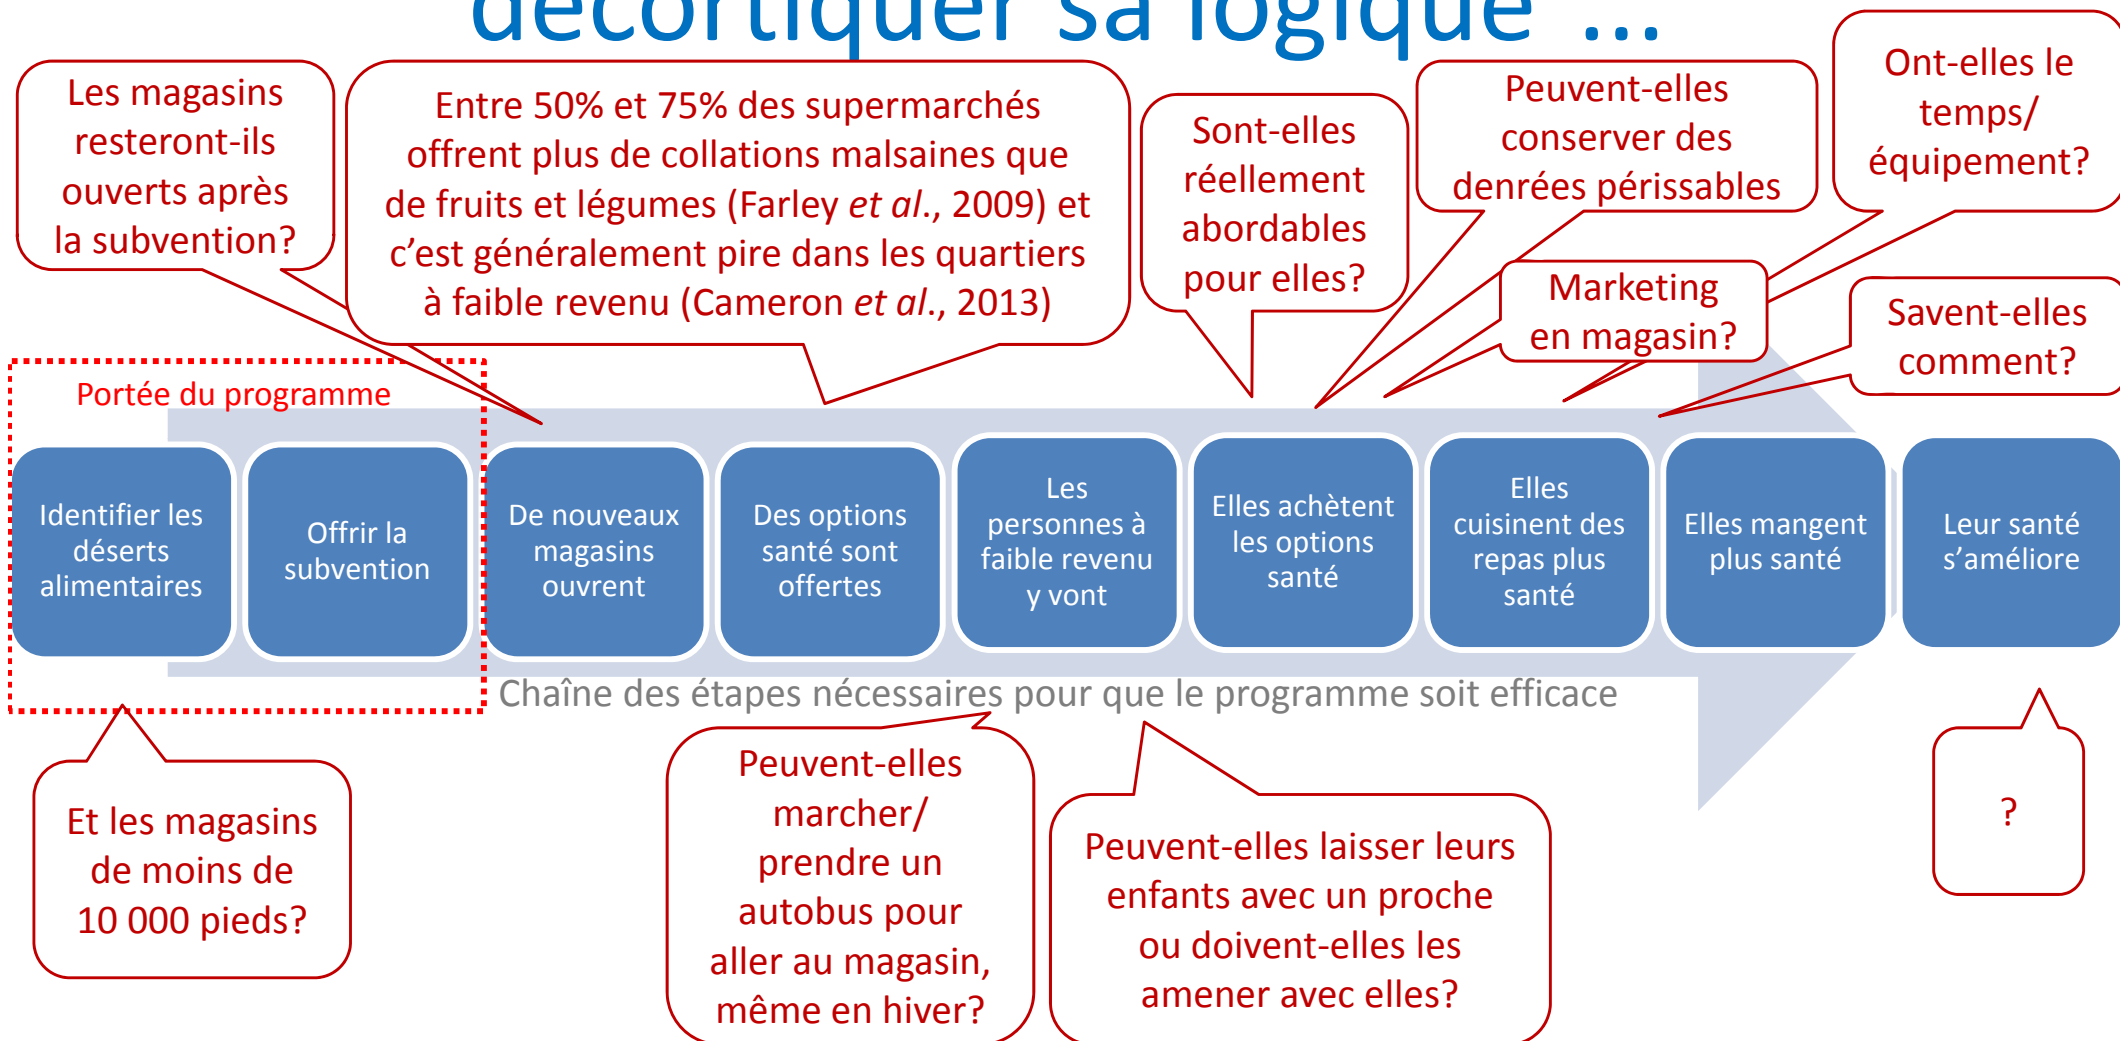 décortiquer sa logique ...
Les magasins
resteront-ils
ouverts après
la subvention?
Entre 50% et 75% des supermarchés
offrent plus de collations malsaines que
de fruits et légumes (Farley et al., 2009) et
c’est généralement pire dans les quartiers
à faible revenu (Cameron et al., 2013)
Sont-elles
réellement
abordables
pour elles?
Peuvent-elles
conserver des
denrées périssables
Ont-elles le
temps/
équipement?
Marketing
en magasin?
Savent-elles
comment?
Portée du programme
Identifier les
déserts
alimentaires
Offrir la
subvention
De nouveaux
magasins
ouvrent
Des options
santé sont
offertes
Les
personnes à
faible revenu
y vont
Elles achètent
les options
santé
Elles
cuisinent des
repas plus
santé
Elles mangent
plus santé
Leur santé
s’améliore
Chaîne des étapes nécessaires pour que le programme soit efficace
Et les magasins
de moins de
10 000 pieds?
Peuvent-elles
marcher/
prendre un
autobus pour
aller au magasin,
même en hiver?
Peuvent-elles laisser leurs
enfants avec un proche
ou doivent-elles les
amener avec elles?
?